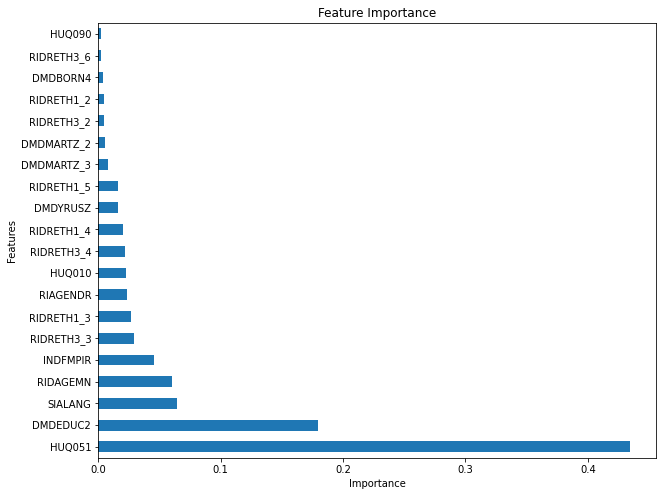 Feature Importance
Features
HUQ090
RIDRETH3_6
DMDBORN4
RIDRETH1_2
RIDRETH3_2
DMDMARTZ_2
DMDMARTZ_3
RIDRETH1_5
DMDYRUSZ
RIDRETH1_4
RIDRETH3_4
HUQ010
RIAGENDR
RIDRETH1_3
RIDRETH3_3
INDFMPIR
RIDAGEMN
SIALANG
DMDEDUC2
HUQ051
0.0 0.1 0.2 0.3 0.4
Importance